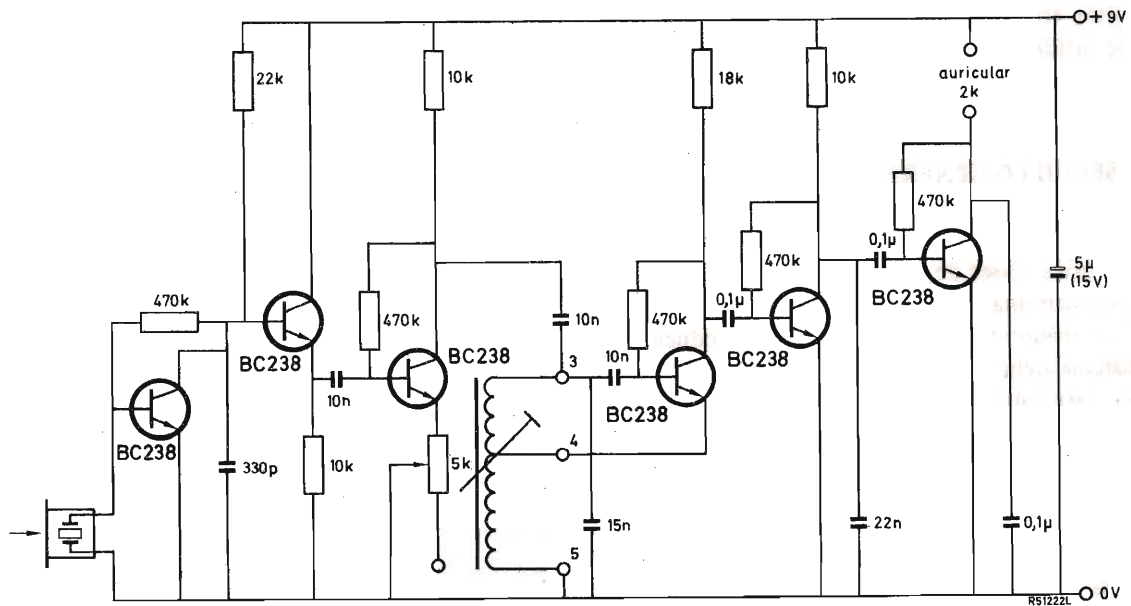 + 9V
22k
10k
18k
10k
auricular
2k
470k
0,1µ
5µ
(15V)
BC238
470k
470k
0,1µ
BC238
10n
470k
BC238
BC238
470k
10n
BC238
3
10n
BC238
BC238
4
5k
330p
10k
15n
22n
0,1µ
5
0V
R51222L